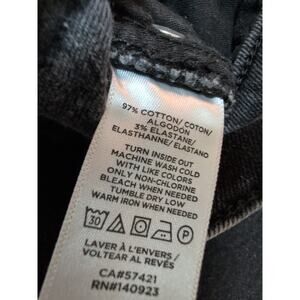 97% COTTON/ COTON/
ALGODÓN
3% ELASTANE/
ELASTHANNE/ ELASTANO
TURN INSIDE OUT
MACHINE WASH COLD
WITH LIKE COLORS
ONLY NON-CHLORINE
BLEACH WHEN NEEDED
TUMBLE DRY LOW
WARM IRON WHEN NEEDED
30 P
LAVER À L'ENVERS /
VOLTEAR AL REVÉS
CA#57421
RN#140923